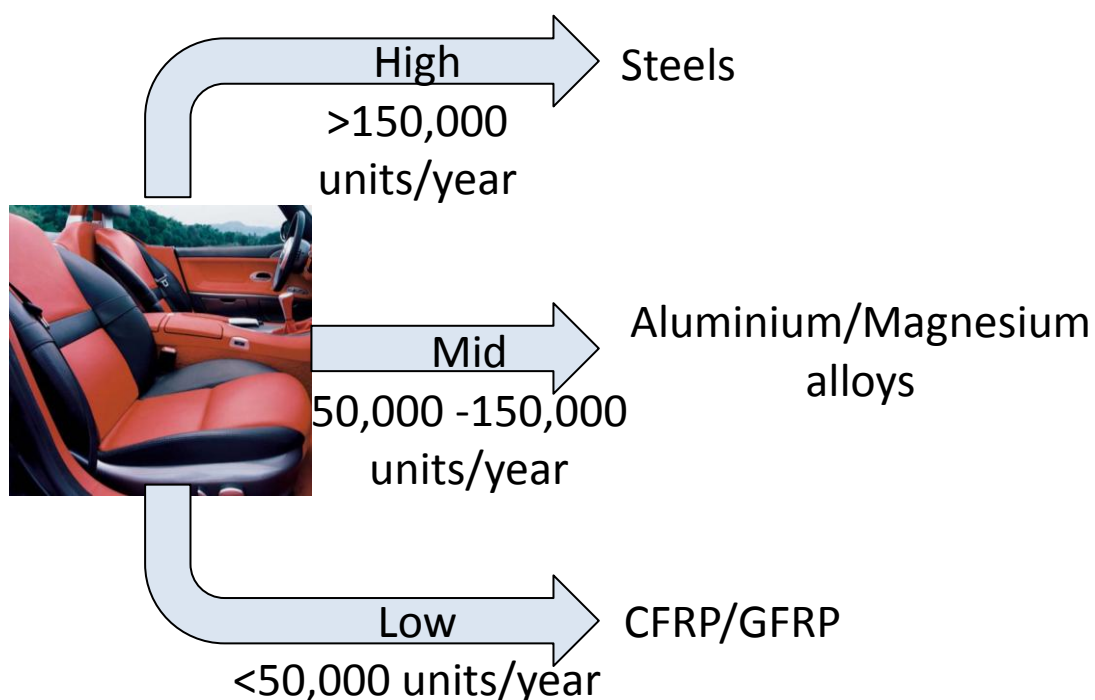 High
Steels
>150,000
units/year
Mid
Aluminium/Magnesium
alloys
50,000 -150,000
units/year
Low
CFRP/GFRP
<50,000 units/year